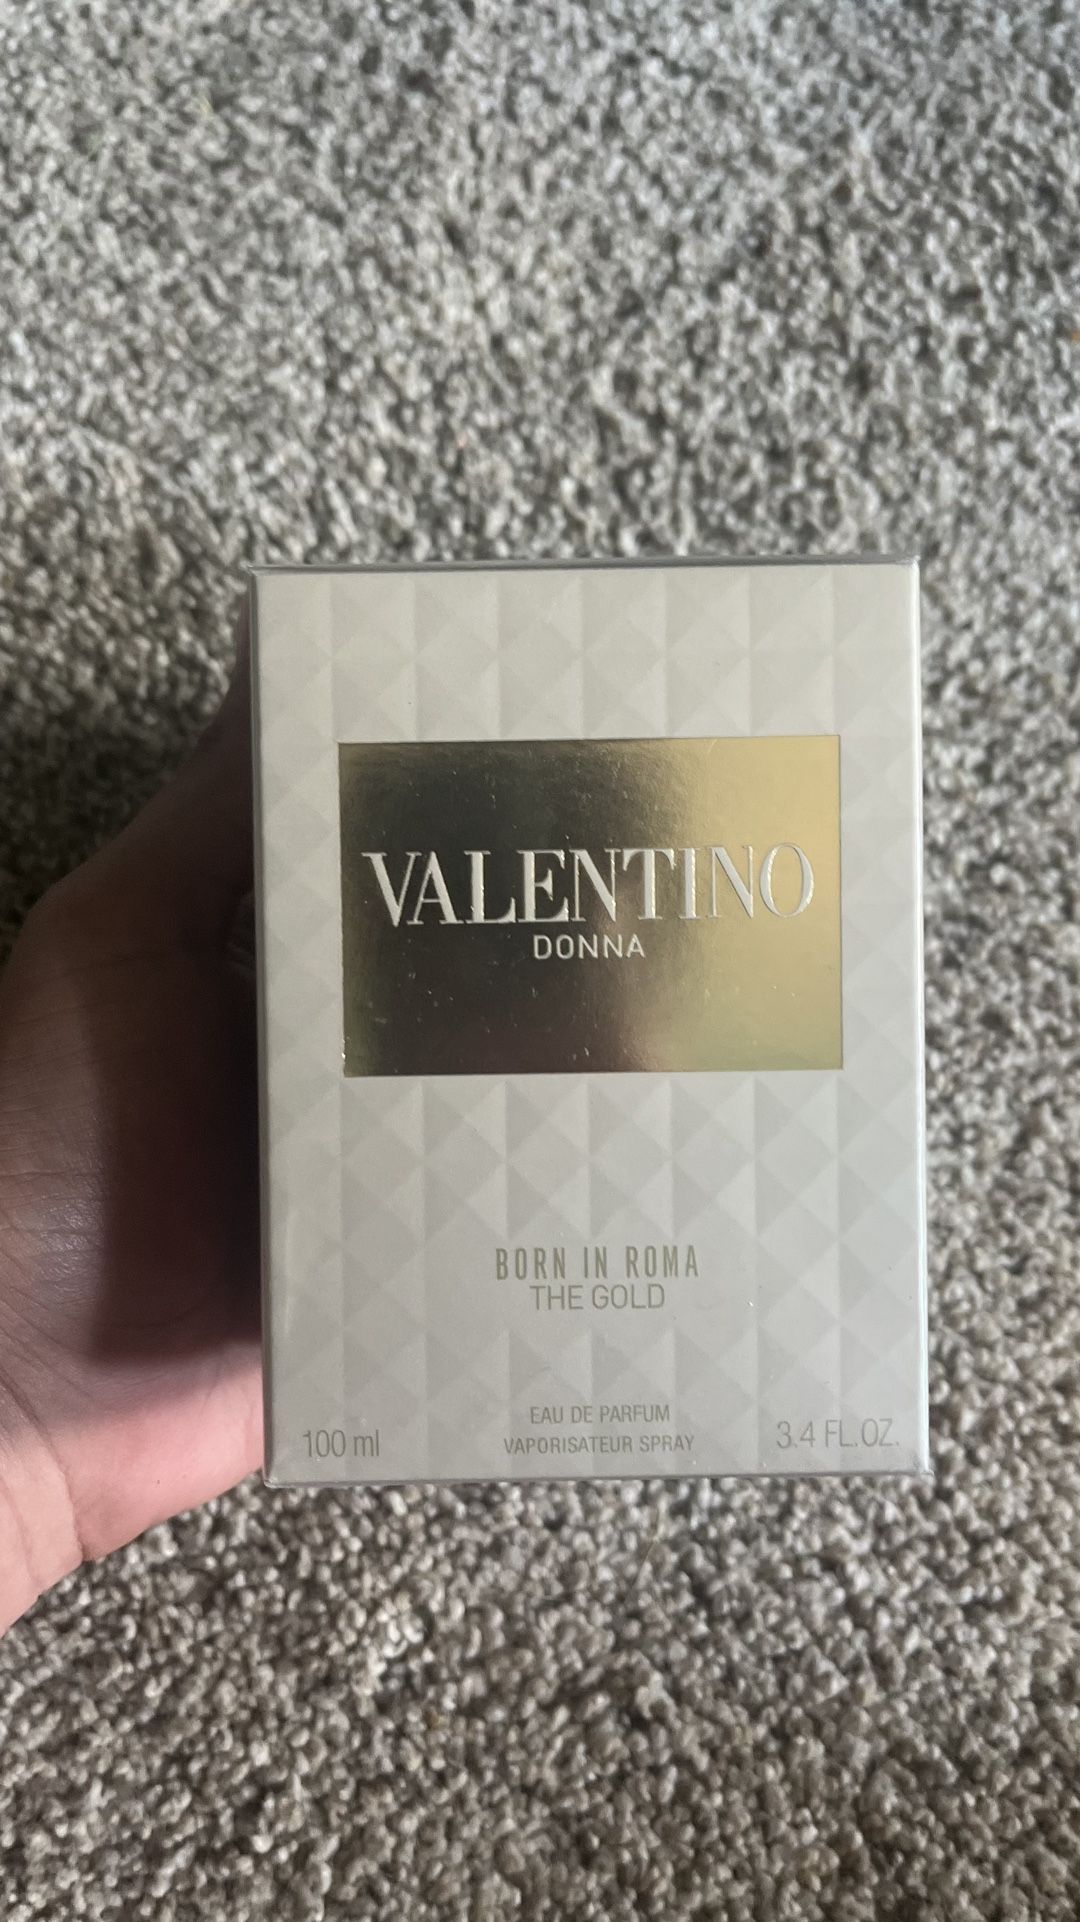 VALENTINO
DONNA
BORN IN ROMA
THE GOLD
EAU DE PARFUM
VAPORISATEUR SPRAY
100 ml
3.4 FL.OZ.